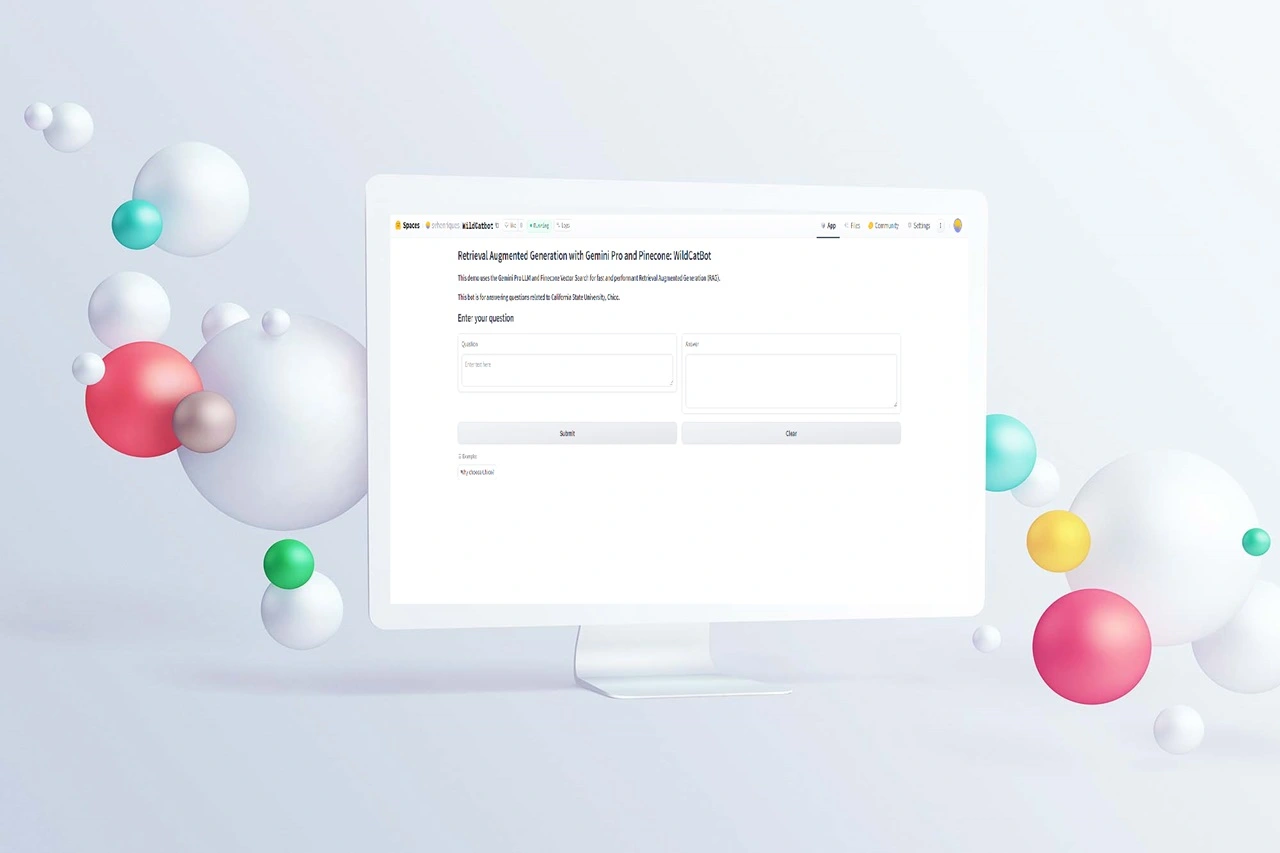 Spaces WildCatbot Running App Files Community Settings
Retrieval Augmented Generation with Gemini Pro and Pinecone: WildCatBot
This demo uses the Gemini Pro LLM and Pinecone Vector Search for fast and performant Retrieval Augmented Generation (RAG).
This bot is for answering questions related to California State University, Chico.
Enter your question
Question Answer
Enter text here
Submit Clear
Examples
Why choose Chico?